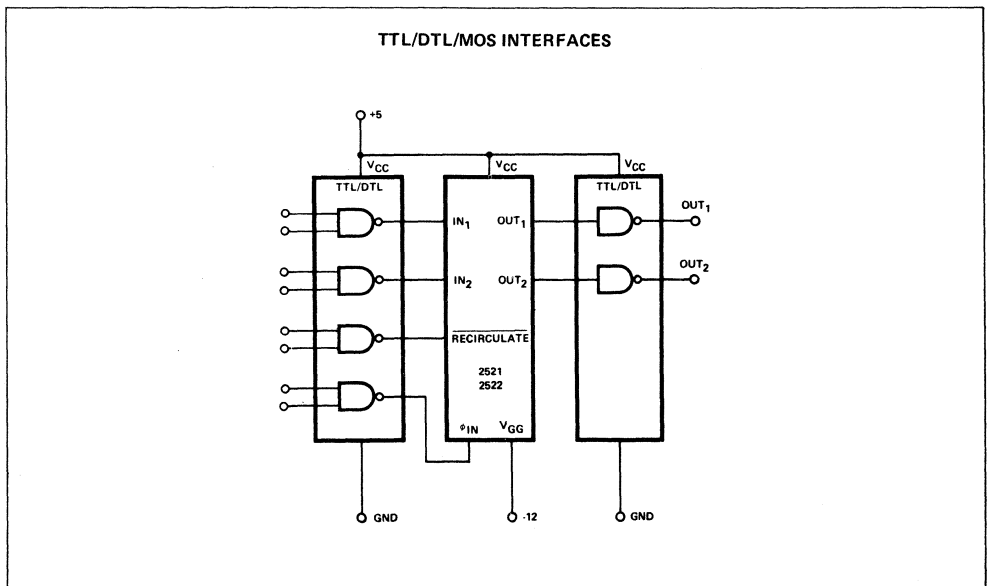 TTL/DTL/MOS INTERFACES
+5
VCC VCC VCC
TTL/DTL TTL/DTL
IN1 OUT1 OUT1
IN2 OUT2 OUT2
RECIRCULATE
2521
2522
φIN VGG
GND -12 GND